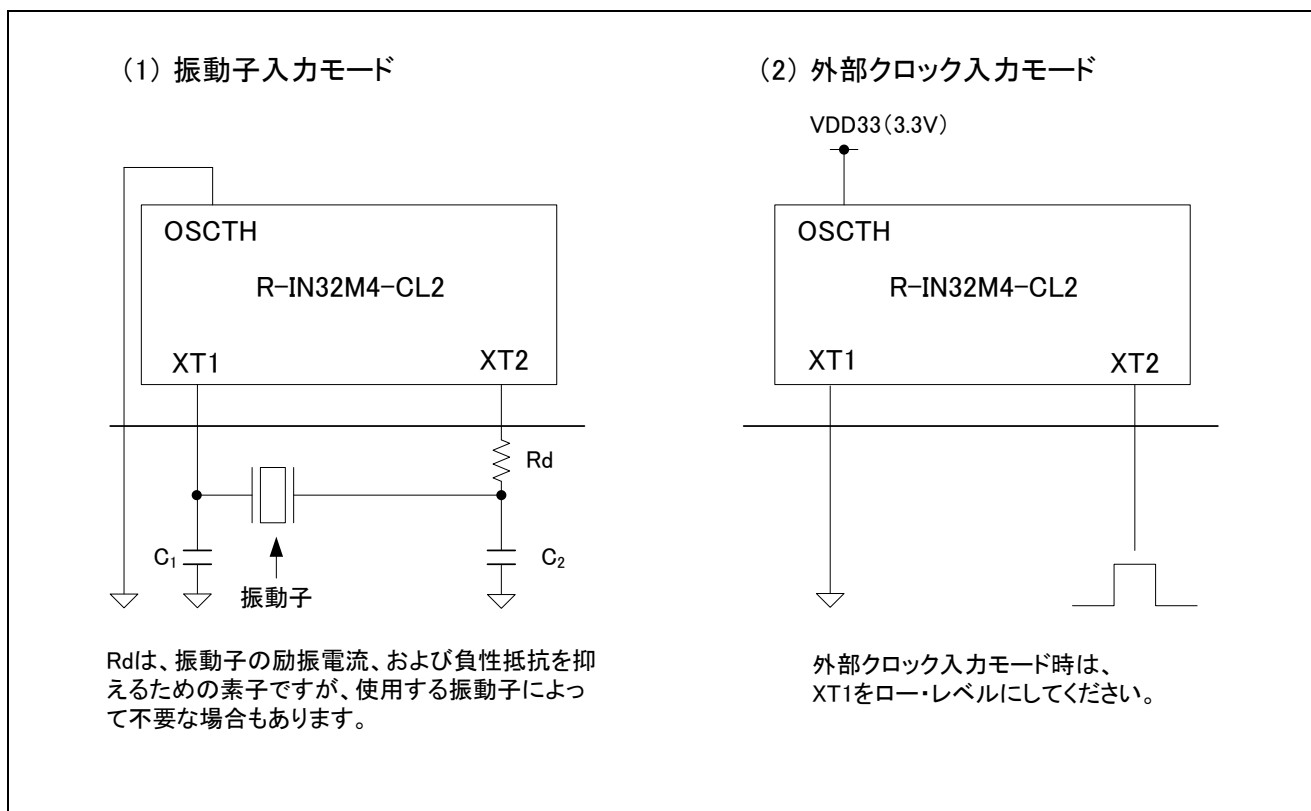 (1) 振動子入力モード
OSCTH
R-IN32M4-CL2
XT1
XT2
Rd
C₁
C₂
振動子
Rdは、振動子の励振電流、および負性抵抗を抑
えるための素子ですが、使用する振動子によっ
て不要な場合もあります。
(2) 外部クロック入力モード
VDD33(3.3V)
OSCTH
R-IN32M4-CL2
XT1
XT2
外部クロック入力モード時は、
XT1をロー・レベルにしてください。